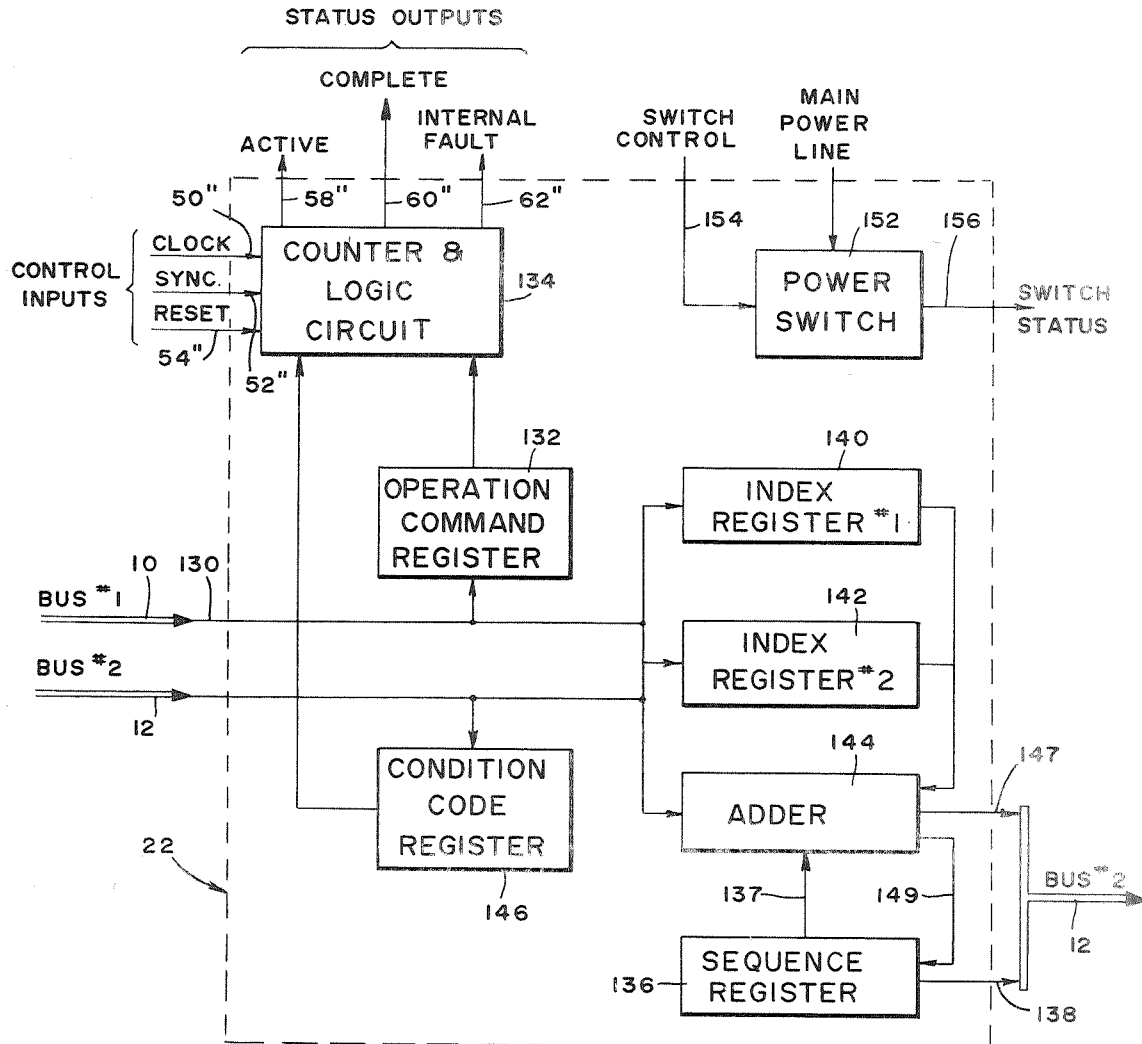 STATUS OUTPUTS
COMPLETE
ACTIVE
INTERNAL
FAULT
SWITCH
CONTROL
MAIN
POWER
LINE
50"
58"
60"
62"
154
152
156
CONTROL
INPUTS
CLOCK
SYNC.
RESET
54"
52"
COUNTER &
LOGIC
CIRCUIT
134
POWER
SWITCH
SWITCH
STATUS
132
OPERATION
COMMAND
REGISTER
140
INDEX
REGISTER #1
BUS #1
10
130
142
INDEX
REGISTER #2
BUS #2
12
CONDITION
CODE
REGISTER
146
144
ADDER
147
22
137
149
BUS #2
12
136
SEQUENCE
REGISTER
138